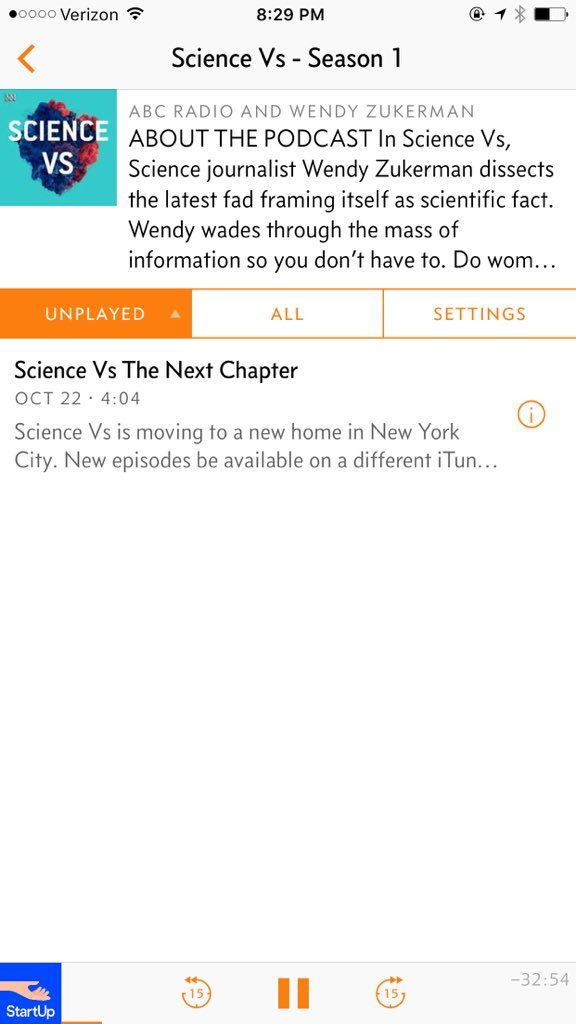 Verizon
8:29 PM
Science Vs - Season 1
SCIENCE
VS
ABC RADIO AND WENDY ZUKERMAN
ABOUT THE PODCAST In Science Vs,
Science journalist Wendy Zukerman dissects
the latest fad framing itself as scientific fact.
Wendy wades through the mass of
information so you don't have to. Do wom...
UNPLAYED
ALL
SETTINGS
Science Vs The Next Chapter
OCT 22 · 4:04
Science Vs is moving to a new home in New York
City. New episodes be available on a different iTun...
i
StartUp
15
15
−32:54